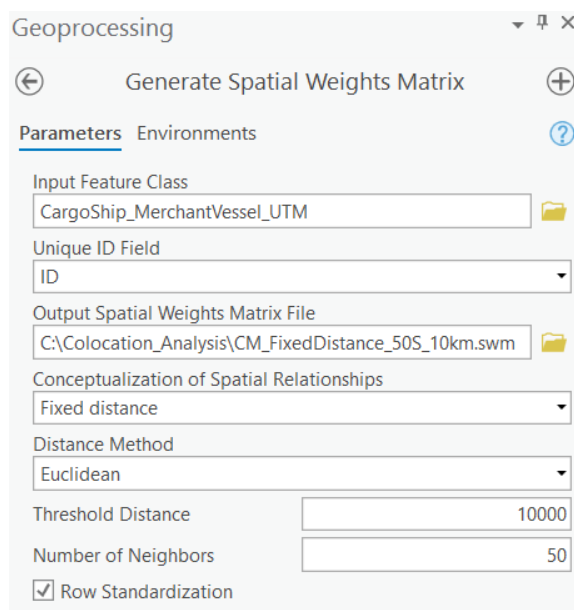 Geoprocessing
Generate Spatial Weights Matrix
Parameters Environments
Input Feature Class
CargoShip_MerchantVessel_UTM
Unique ID Field
ID
Output Spatial Weights Matrix File
C:\Colocation_Analysis\CM_FixedDistance_50S_10km.swm
Conceptualization of Spatial Relationships
Fixed distance
Distance Method
Euclidean
Threshold Distance 10000
Number of Neighbors 50
Row Standardization